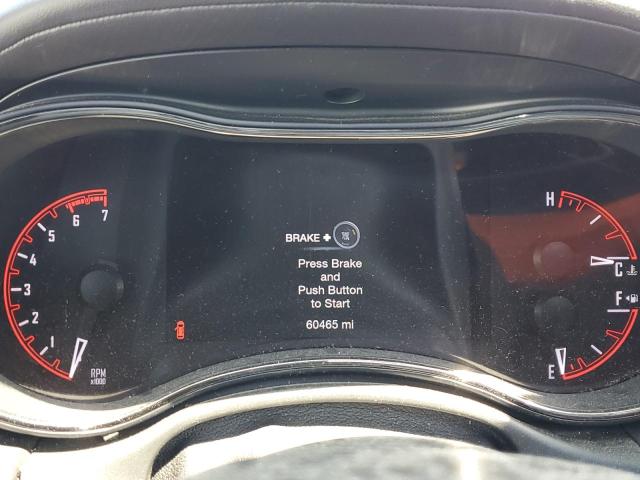 7
6
5
4
3
2
1
RPM
x1000
BRAKE +
Press Brake
and
Push Button
to Start
60465 mi
H
C
F
E